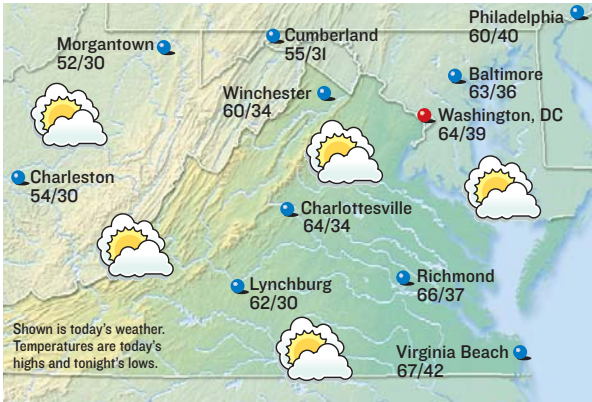 Philadelphia
60/40
Cumberland
55/31
Morgantown
52/30
Baltimore
63/36
Winchester
60/34
Washington, DC
64/39
Charleston
54/30
Charlottesville
64/34
Richmond
66/37
Lynchburg
62/30
Shown is today's weather.
Temperatures are today's
highs and tonight's lows.
Virginia Beach
67/42